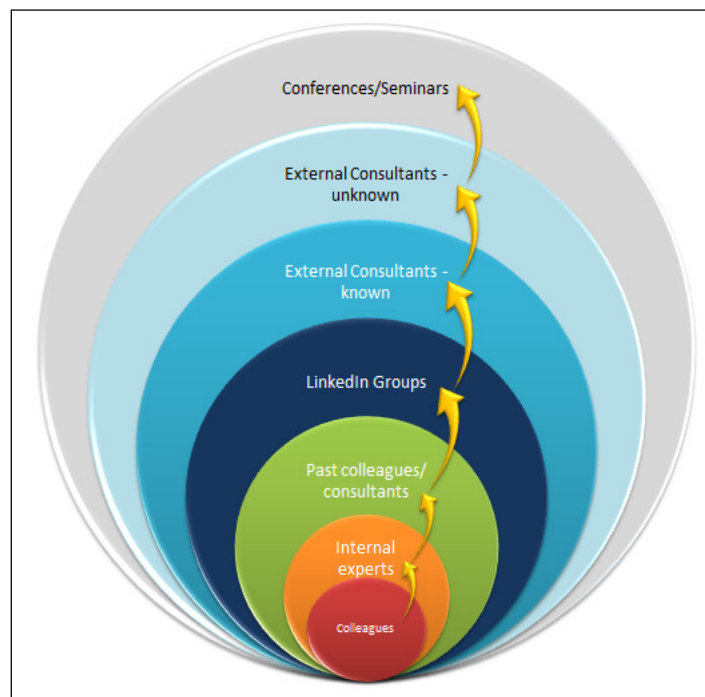 Conferences/Seminars
External Consultants -
unknown
External Consultants -
known
LinkedIn Groups
Past colleagues/
consultants
Internal
experts
Colleagues